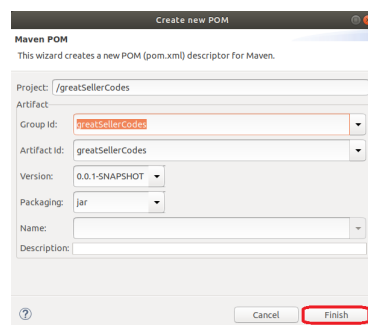 Create new POM
Maven POM
This wizard creates a new POM (pom.xml) descriptor for Maven.
Project: /greatSellerCodes
Artifact
Group Id: greatSellerCodes
Artifact Id: greatSellerCodes
Version: 0.0.1-SNAPSHOT
Packaging: jar
Name:
Description:
? Cancel Finish